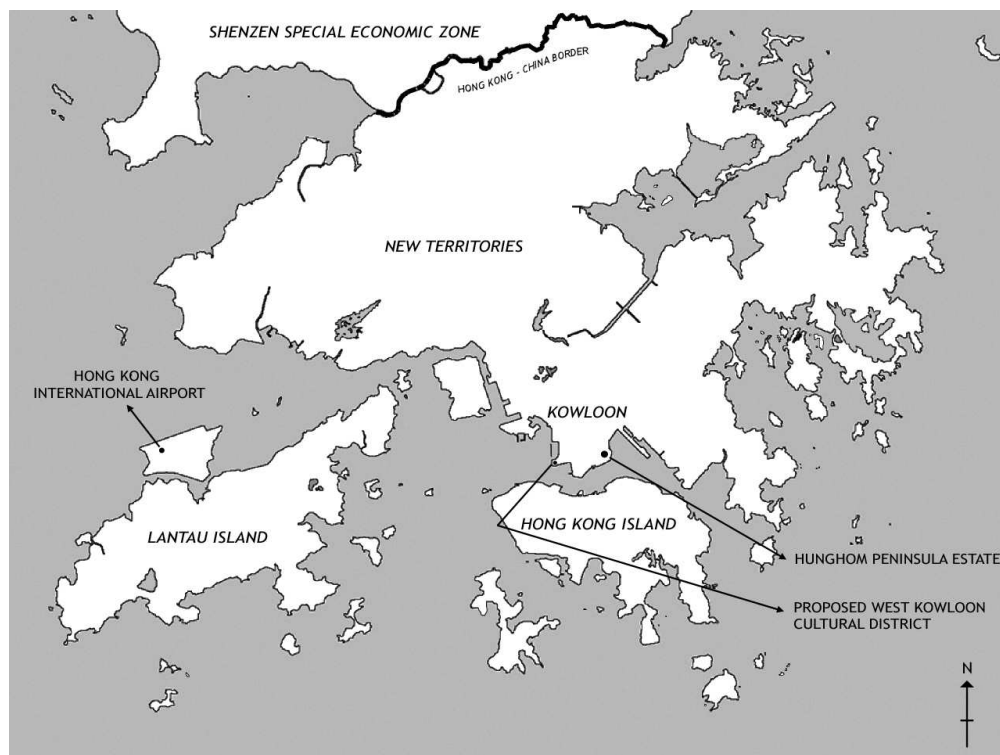 SHENZEN SPECIAL ECONOMIC ZONE
HONG KONG - CHINA BORDER
NEW TERRITORIES
HONG KONG
INTERNATIONAL AIRPORT
KOWLOON
LANTAU ISLAND
HONG KONG ISLAND
HUNGHOM PENINSULA ESTATE
PROPOSED WEST KOWLOON
CULTURAL DISTRICT
N